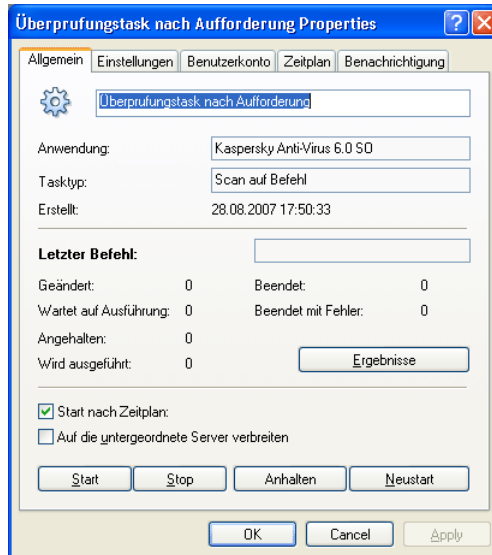 Überprufungstask nach Aufforderung Properties
Allgemein Einstellungen Benutzerkonto Zeitplan Benachrichtigung
Überprufungstask nach Aufforderung
Anwendung: Kaspersky Anti-Virus 6.0 SO
Tasktyp: Scan auf Befehl
Erstellt: 28.08.2007 17:50:33
Letzter Befehl:
Geändert: 0 Beendet: 0
Wartet auf Ausführung: 0 Beendet mit Fehler: 0
Angehalten: 0
Wird ausgeführt: 0 Ergebnisse
Start nach Zeitplan:
Auf die untergeordnete Server verbreiten
Start Stop Anhalten Neustart
OK Cancel Apply